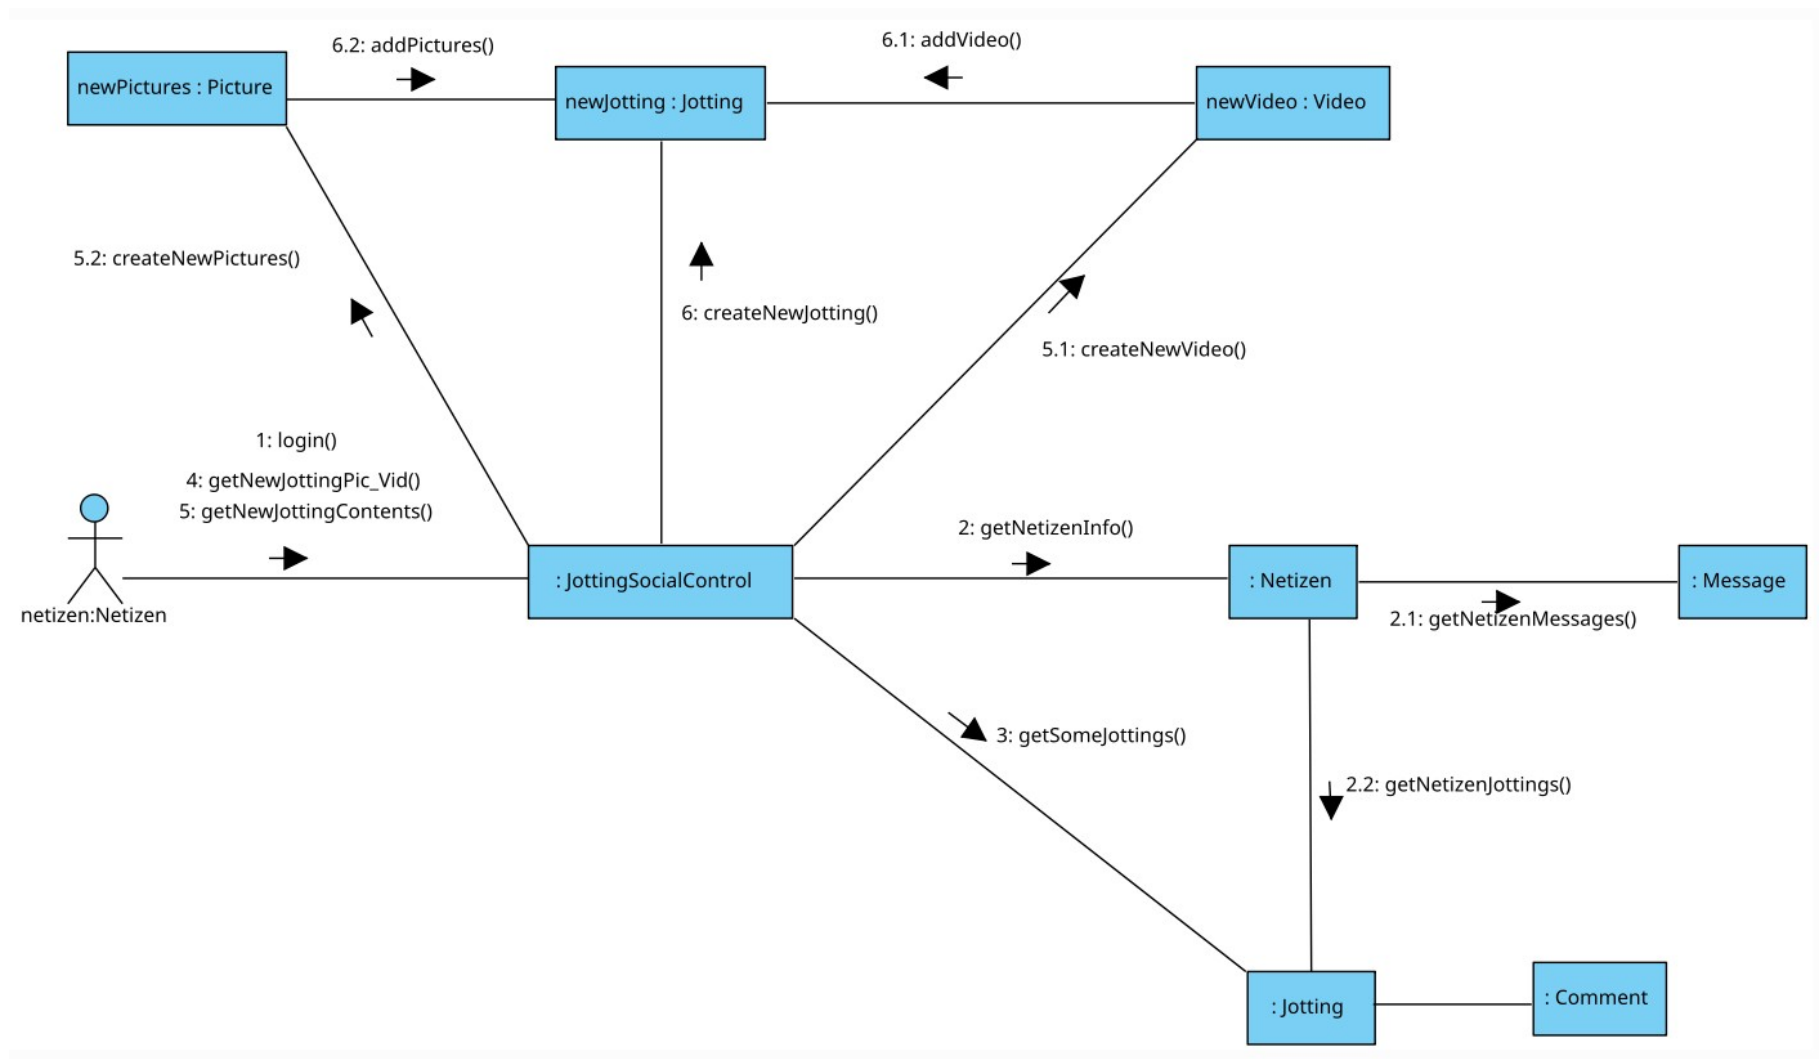 6.2: addPictures()
6.1: addVideo()
newPictures : Picture
newJotting : Jotting
newVideo : Video
5.2: createNewPictures()
6: createNewJotting()
5.1: createNewVideo()
1: login()
4: getNewJottingPic_Vid()
5: getNewJottingContents()
2: getNetizenInfo()
: JottingSocialControl
: Netizen
: Message
netizen:Netizen
2.1: getNetizenMessages()
3: getSomeJottings()
2.2: getNetizenJottings()
: Jotting
: Comment